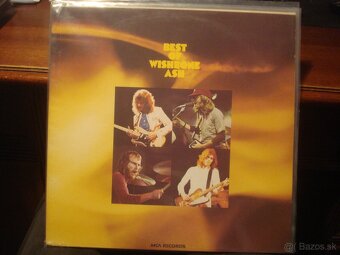 BEST
OF
WISHBONE
ASH
MCA RECORDS
Bazos.sk